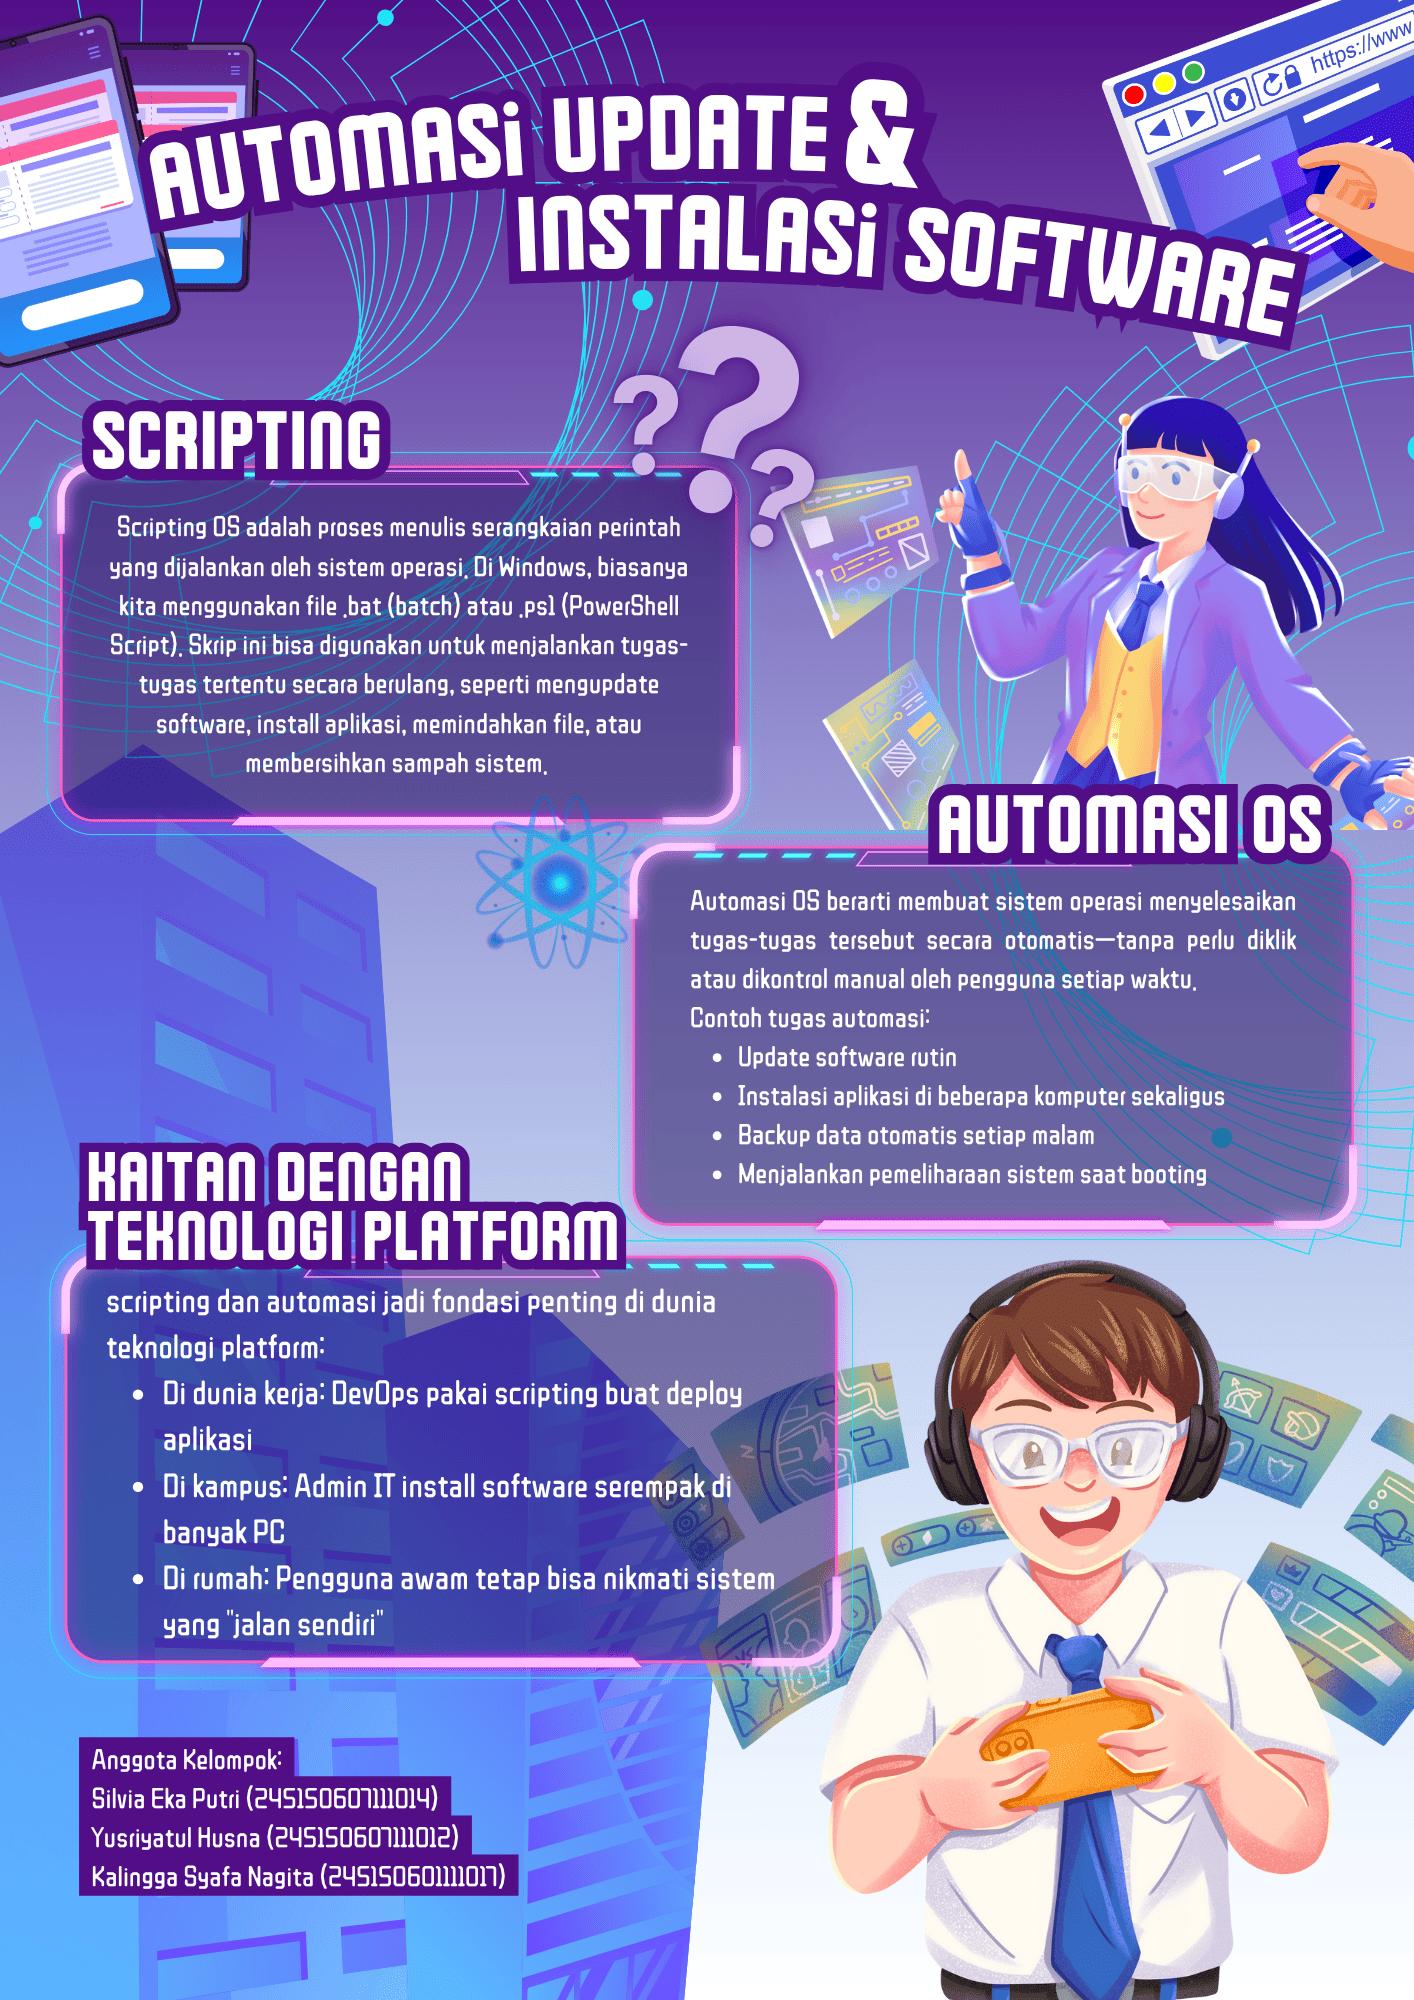 https://www
AUTOMASI UPDATE &
INSTALASI SOFTWARE
SCRIPTING
Scripting OS adalah proses menulis serangkaian perintah
yang dijalankan oleh sistem operasi. Di Windows, biasanya
kita menggunakan file .bat (batch) atau .ps1 (PowerShell
Script). Skrip ini bisa digunakan untuk menjalankan tugas-
tugas tertentu secara berulang, seperti mengupdate
software, install aplikasi, memindahkan file, atau
membersihkan sampah sistem.
???
AUTOMASI OS
Automasi OS berarti membuat sistem operasi menyelesaikan
tugas-tugas tersebut secara otomatis—tanpa perlu diklik
atau dikontrol manual oleh pengguna setiap waktu.
Contoh tugas automasi:
• Update software rutin
• Instalasi aplikasi di beberapa komputer sekaligus
• Backup data otomatis setiap malam
• Menjalankan pemeliharaan sistem saat booting
KAITAN DENGAN
TEKNOLOGI PLATFORM
scripting dan automasi jadi fondasi penting di dunia
teknologi platform:
• Di dunia kerja: DevOps pakai scripting buat deploy
aplikasi
• Di kampus: Admin IT install software serempak di
banyak PC
• Di rumah: Pengguna awam tetap bisa nikmati sistem
yang "jalan sendiri"
Anggota Kelompok:
Silvia Eka Putri (245150607111014)
Yusriyatul Husna (245150607111012)
Kalingga Syafa Nagita (245150601111017)